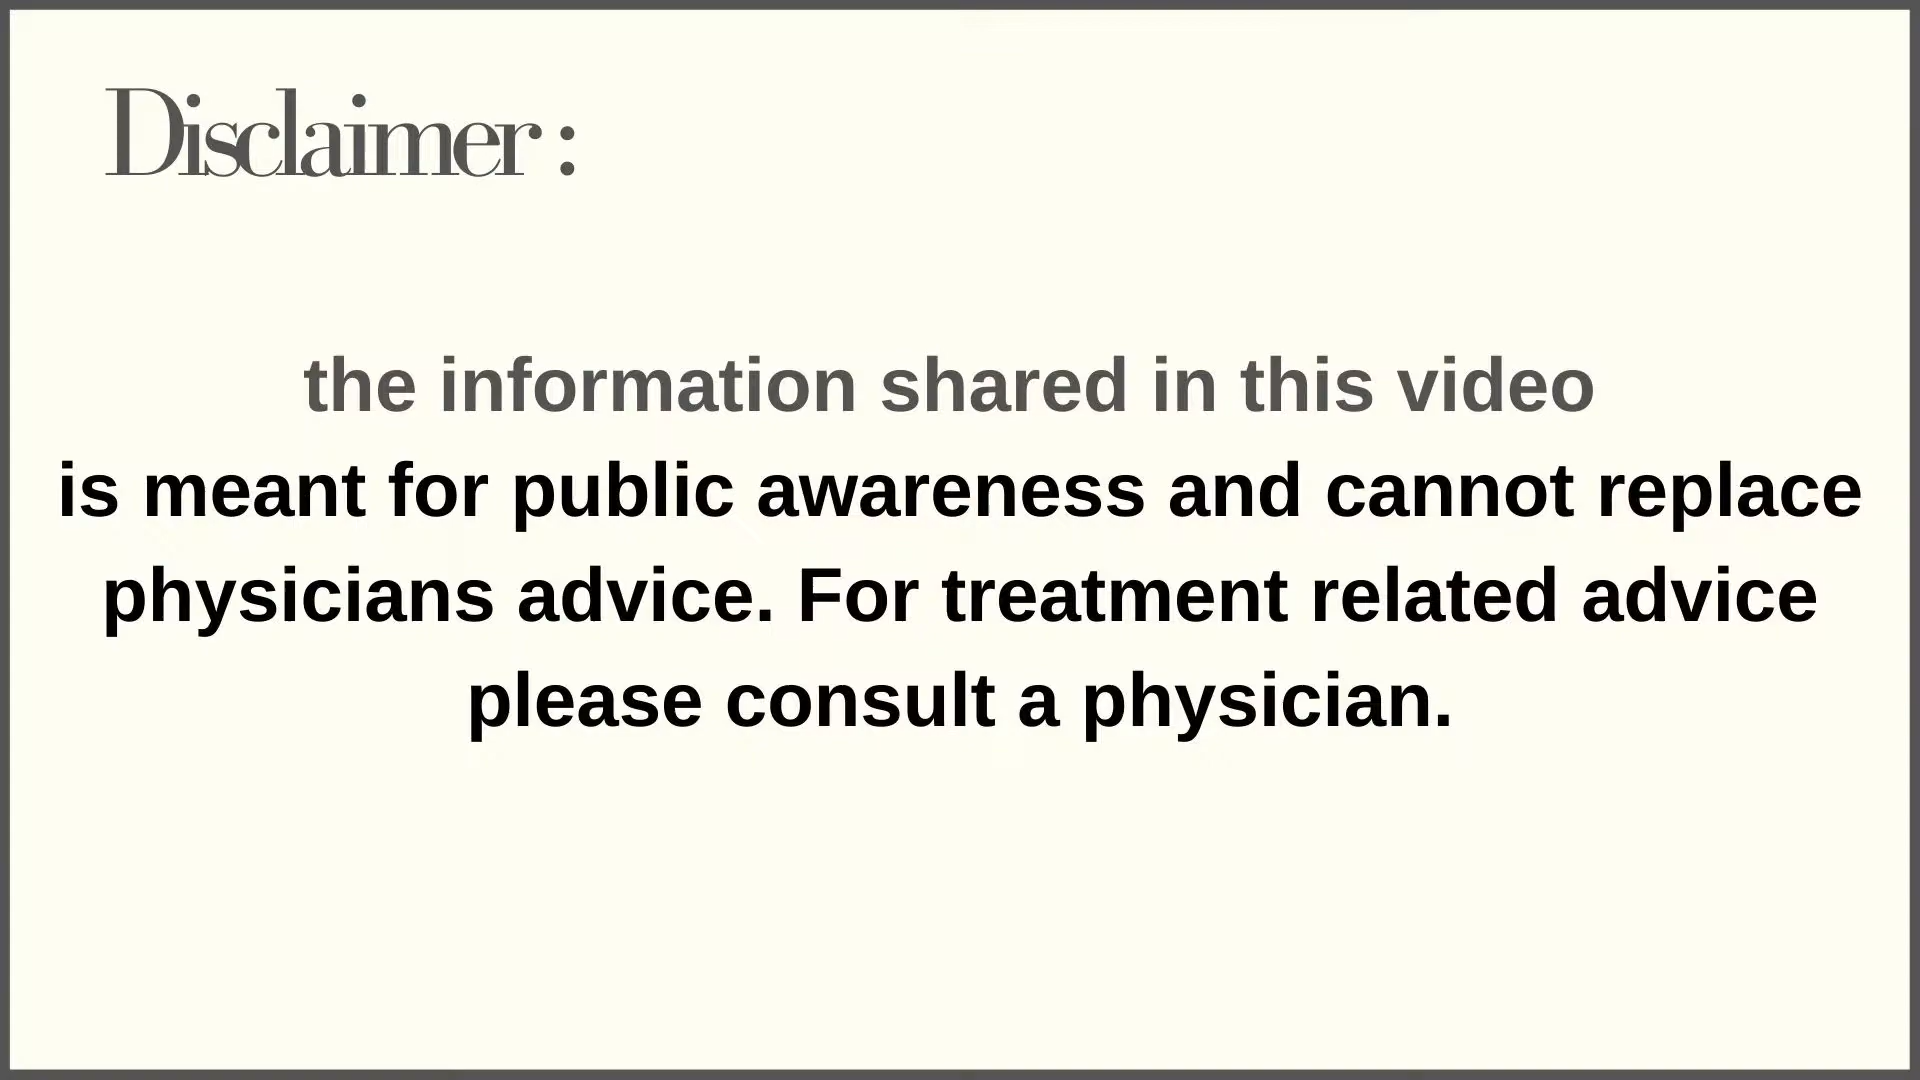 Disclaimer :
the information shared in this video
is meant for public awareness and cannot replace
physicians advice. For treatment related advice
please consult a physician.